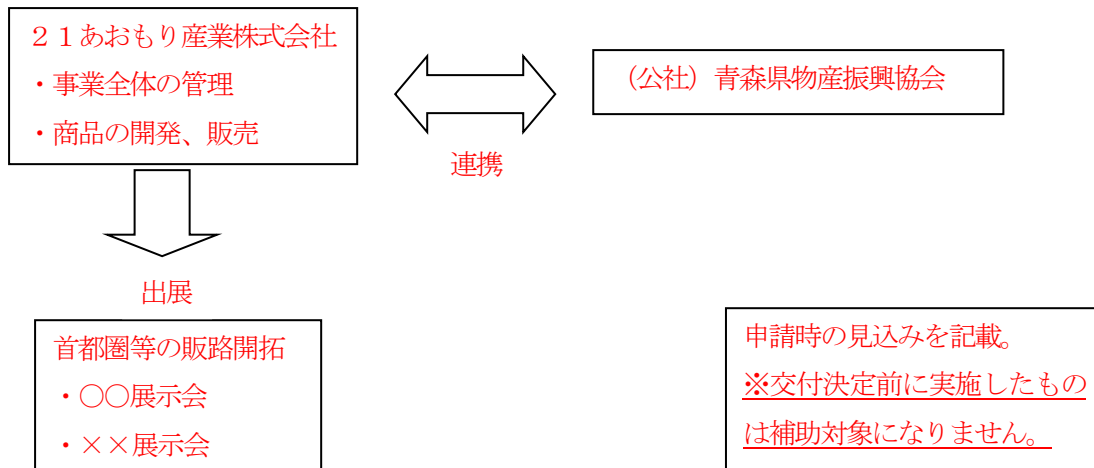 ２１あおもり産業株式会社
・事業全体の管理
・商品の開発、販売
連携
（公社）青森県物産振興協会
出展
首都圏等の販路開拓
・○○展示会
・××展示会
申請時の見込みを記載。
※交付決定前に実施したもの
は補助対象になりません。